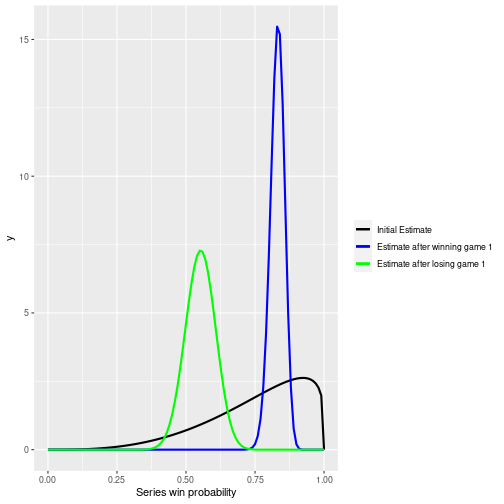 15
10
5
0
y
0.00 0.25 0.50 0.75 1.00
Series win probability
Initial Estimate
Estimate after winning game 1
Estimate after losing game 1